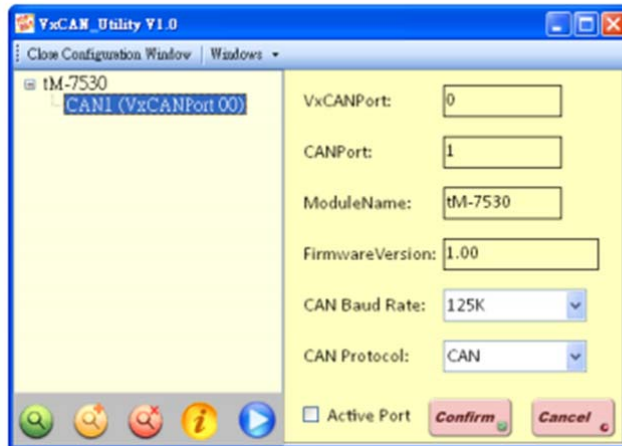 VxCAN_Utility V1.0
Close Configuration Window Windows
tM-7530
CAN1 (VxCANPort 00)
VxCANPort: 0
CANPort: 1
ModuleName: tM-7530
FirmwareVersion: 1.00
CAN Baud Rate: 125K
CAN Protocol: CAN
Active Port Confirm Cancel